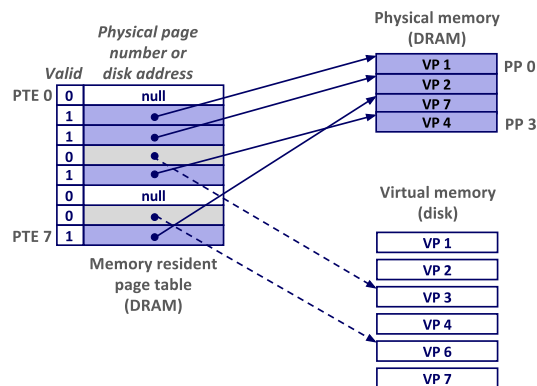 Physical page
number or
disk address
Valid
PTE 0
0
null
1
1
0
1
0
null
0
PTE 7
1
Memory resident
page table
(DRAM)
Physical memory
(DRAM)
VP 1
PP 0
VP 2
VP 7
VP 4
PP 3
Virtual memory
(disk)
VP 1
VP 2
VP 3
VP 4
VP 6
VP 7